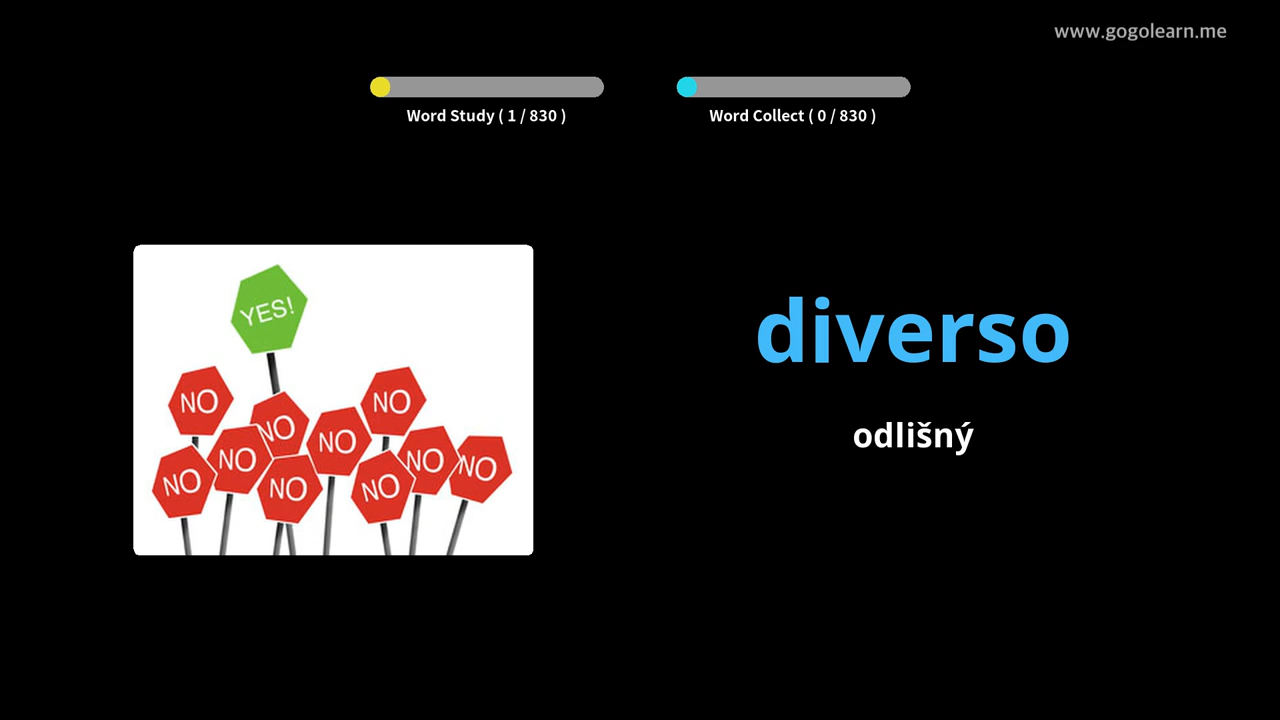 www.gogolearn.me
Word Study ( 1 / 830 )
Word Collect ( 0 / 830 )
YES!
NO
NO
NO
NO
NO
NO
NO
NO
NO
NO
diverso
odlišný